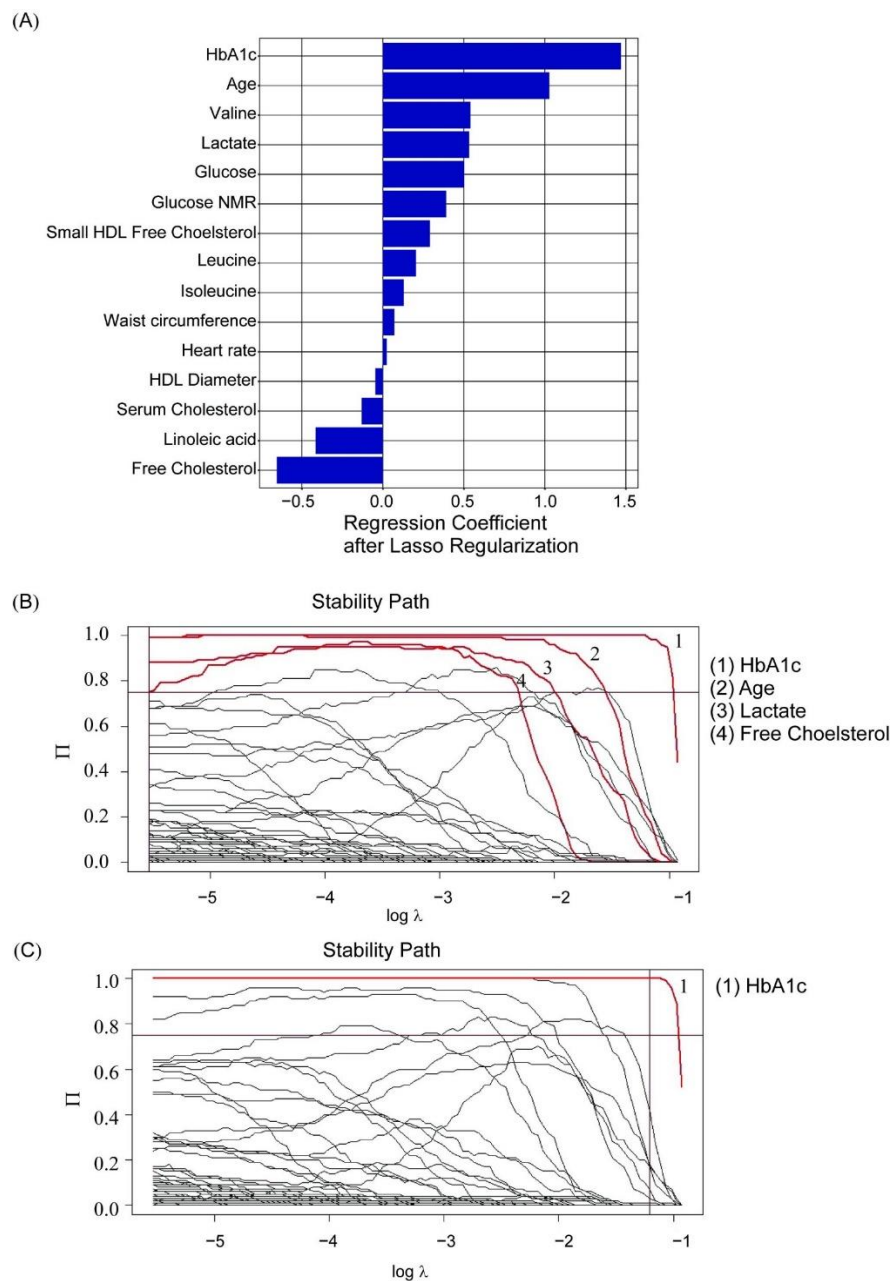 (A)
HbA1c
Age
Valine
Lactate
Glucose
Glucose NMR
Small HDL Free Choelsterol
Leucine
Isoleucine
Waist circumference
Heart rate
HDL Diameter
Serum Cholesterol
Linoleic acid
Free Cholesterol
−0.5 0.0 0.5 1.0 1.5
Regression Coefficient
after Lasso Regularization
(B)
Stability Path
1.0
0.8
0.6
0.4
0.2
0.0
Π
1
2
3
4
(1) HbA1c
(2) Age
(3) Lactate
(4) Free Choelsterol
−5 −4 −3 −2 −1
log λ
(C)
Stability Path
1.0
0.8
0.6
0.4
0.2
0.0
Π
1
(1) HbA1c
−5 −4 −3 −2 −1
log λ